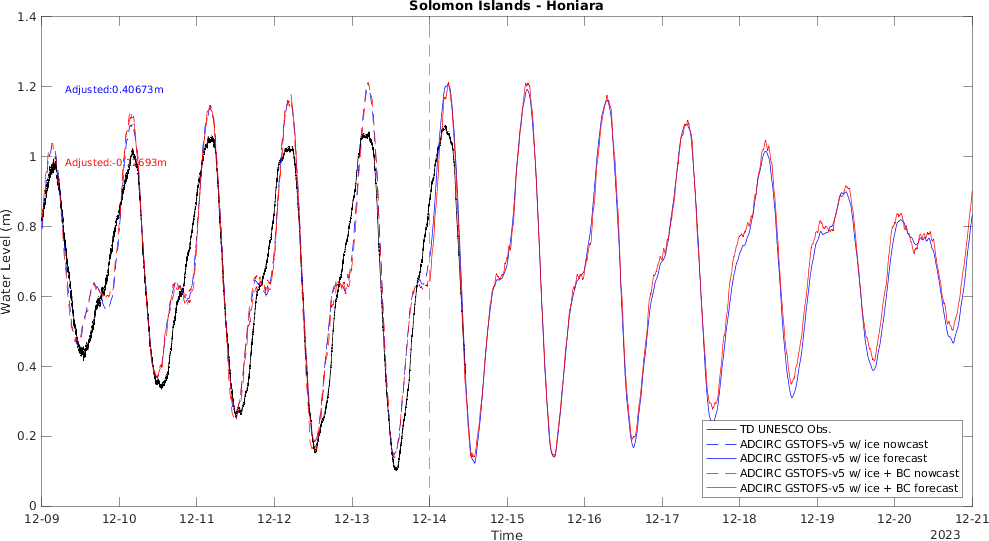 Solomon Islands - Honiara
1.4
1.2
1
0.8
0.6
0.4
0.2
0
Water Level (m)
Adjusted:0.40673m
TD UNESCO Obs.
ADCIRC GSTOFS-v5 w/ ice nowcast
ADCIRC GSTOFS-v5 w/ ice forecast
ADCIRC GSTOFS-v5 w/ ice + BC nowcast
ADCIRC GSTOFS-v5 w/ ice + BC forecast
12-09 12-10 12-11 12-12 12-13 12-14 12-15 12-16 12-17 12-18 12-19 12-20 12-21
Time
2023